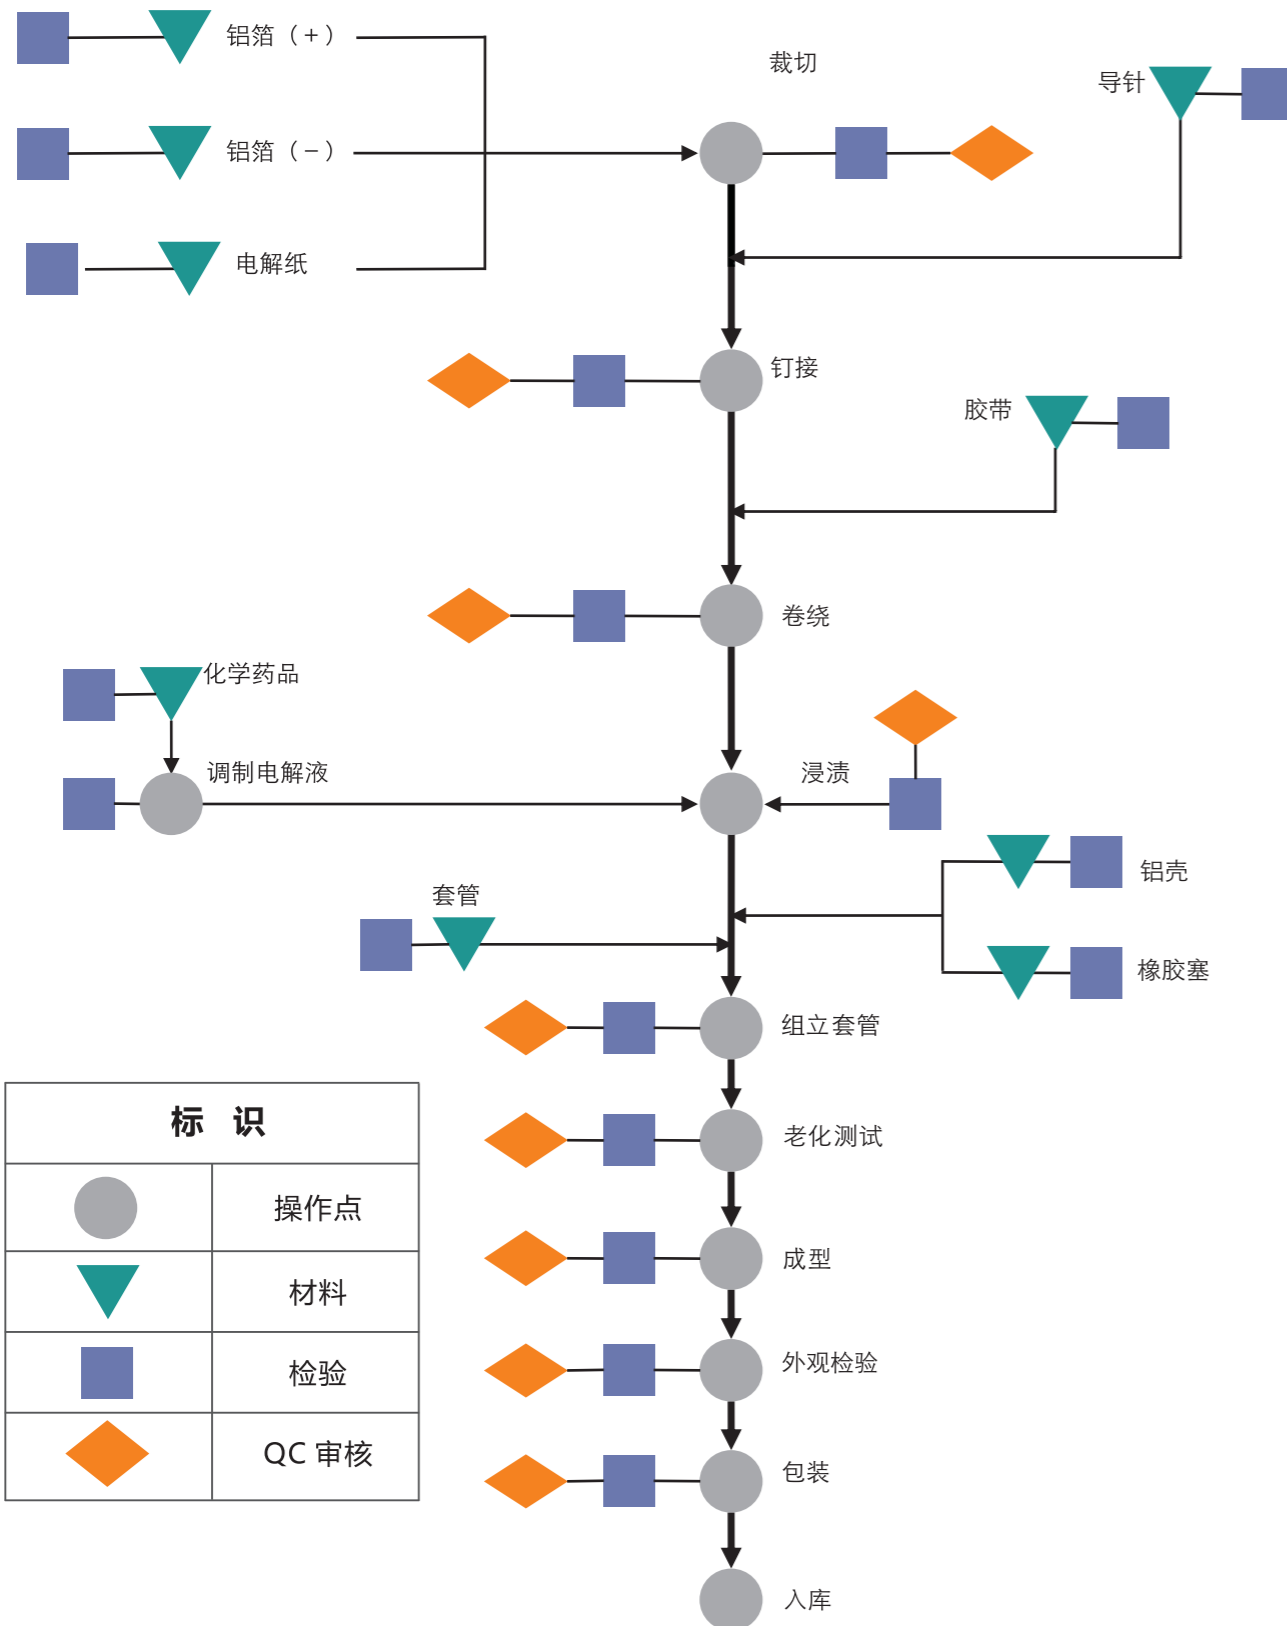 铝箔（+）
裁切
导针
铝箔（－）
电解纸
钉接
胶带
卷绕
化学药品
调制电解液
浸渍
铝壳
套管
橡胶塞
组立套管
标 识
老化测试
操作点
成型
材料
外观检验
检验
QC 审核
包装
入库